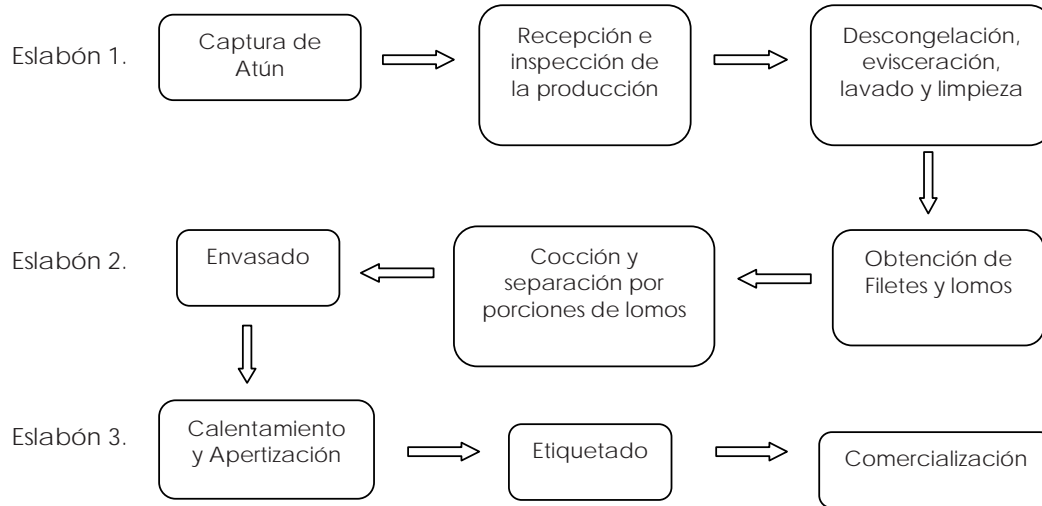 Eslabón 1.
Captura de
Atún
Recepción e
inspección de
la producción
Descongelación,
evisceración,
lavado y limpieza
Eslabón 2.
Envasado
Cocción y
separación por
porciones de lomos
Obtención de
Filetes y lomos
Eslabón 3.
Calentamiento
y Apertización
Etiquetado
Comercialización